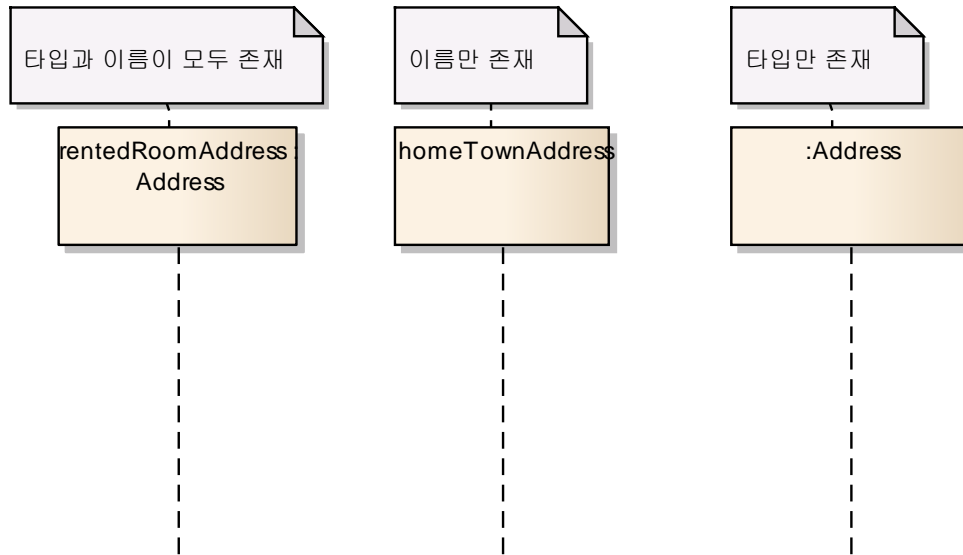 타입과 이름이 모두 존재
이름만 존재
타입만 존재
rentedRoomAddress :
Address
homeTownAddress
:Address